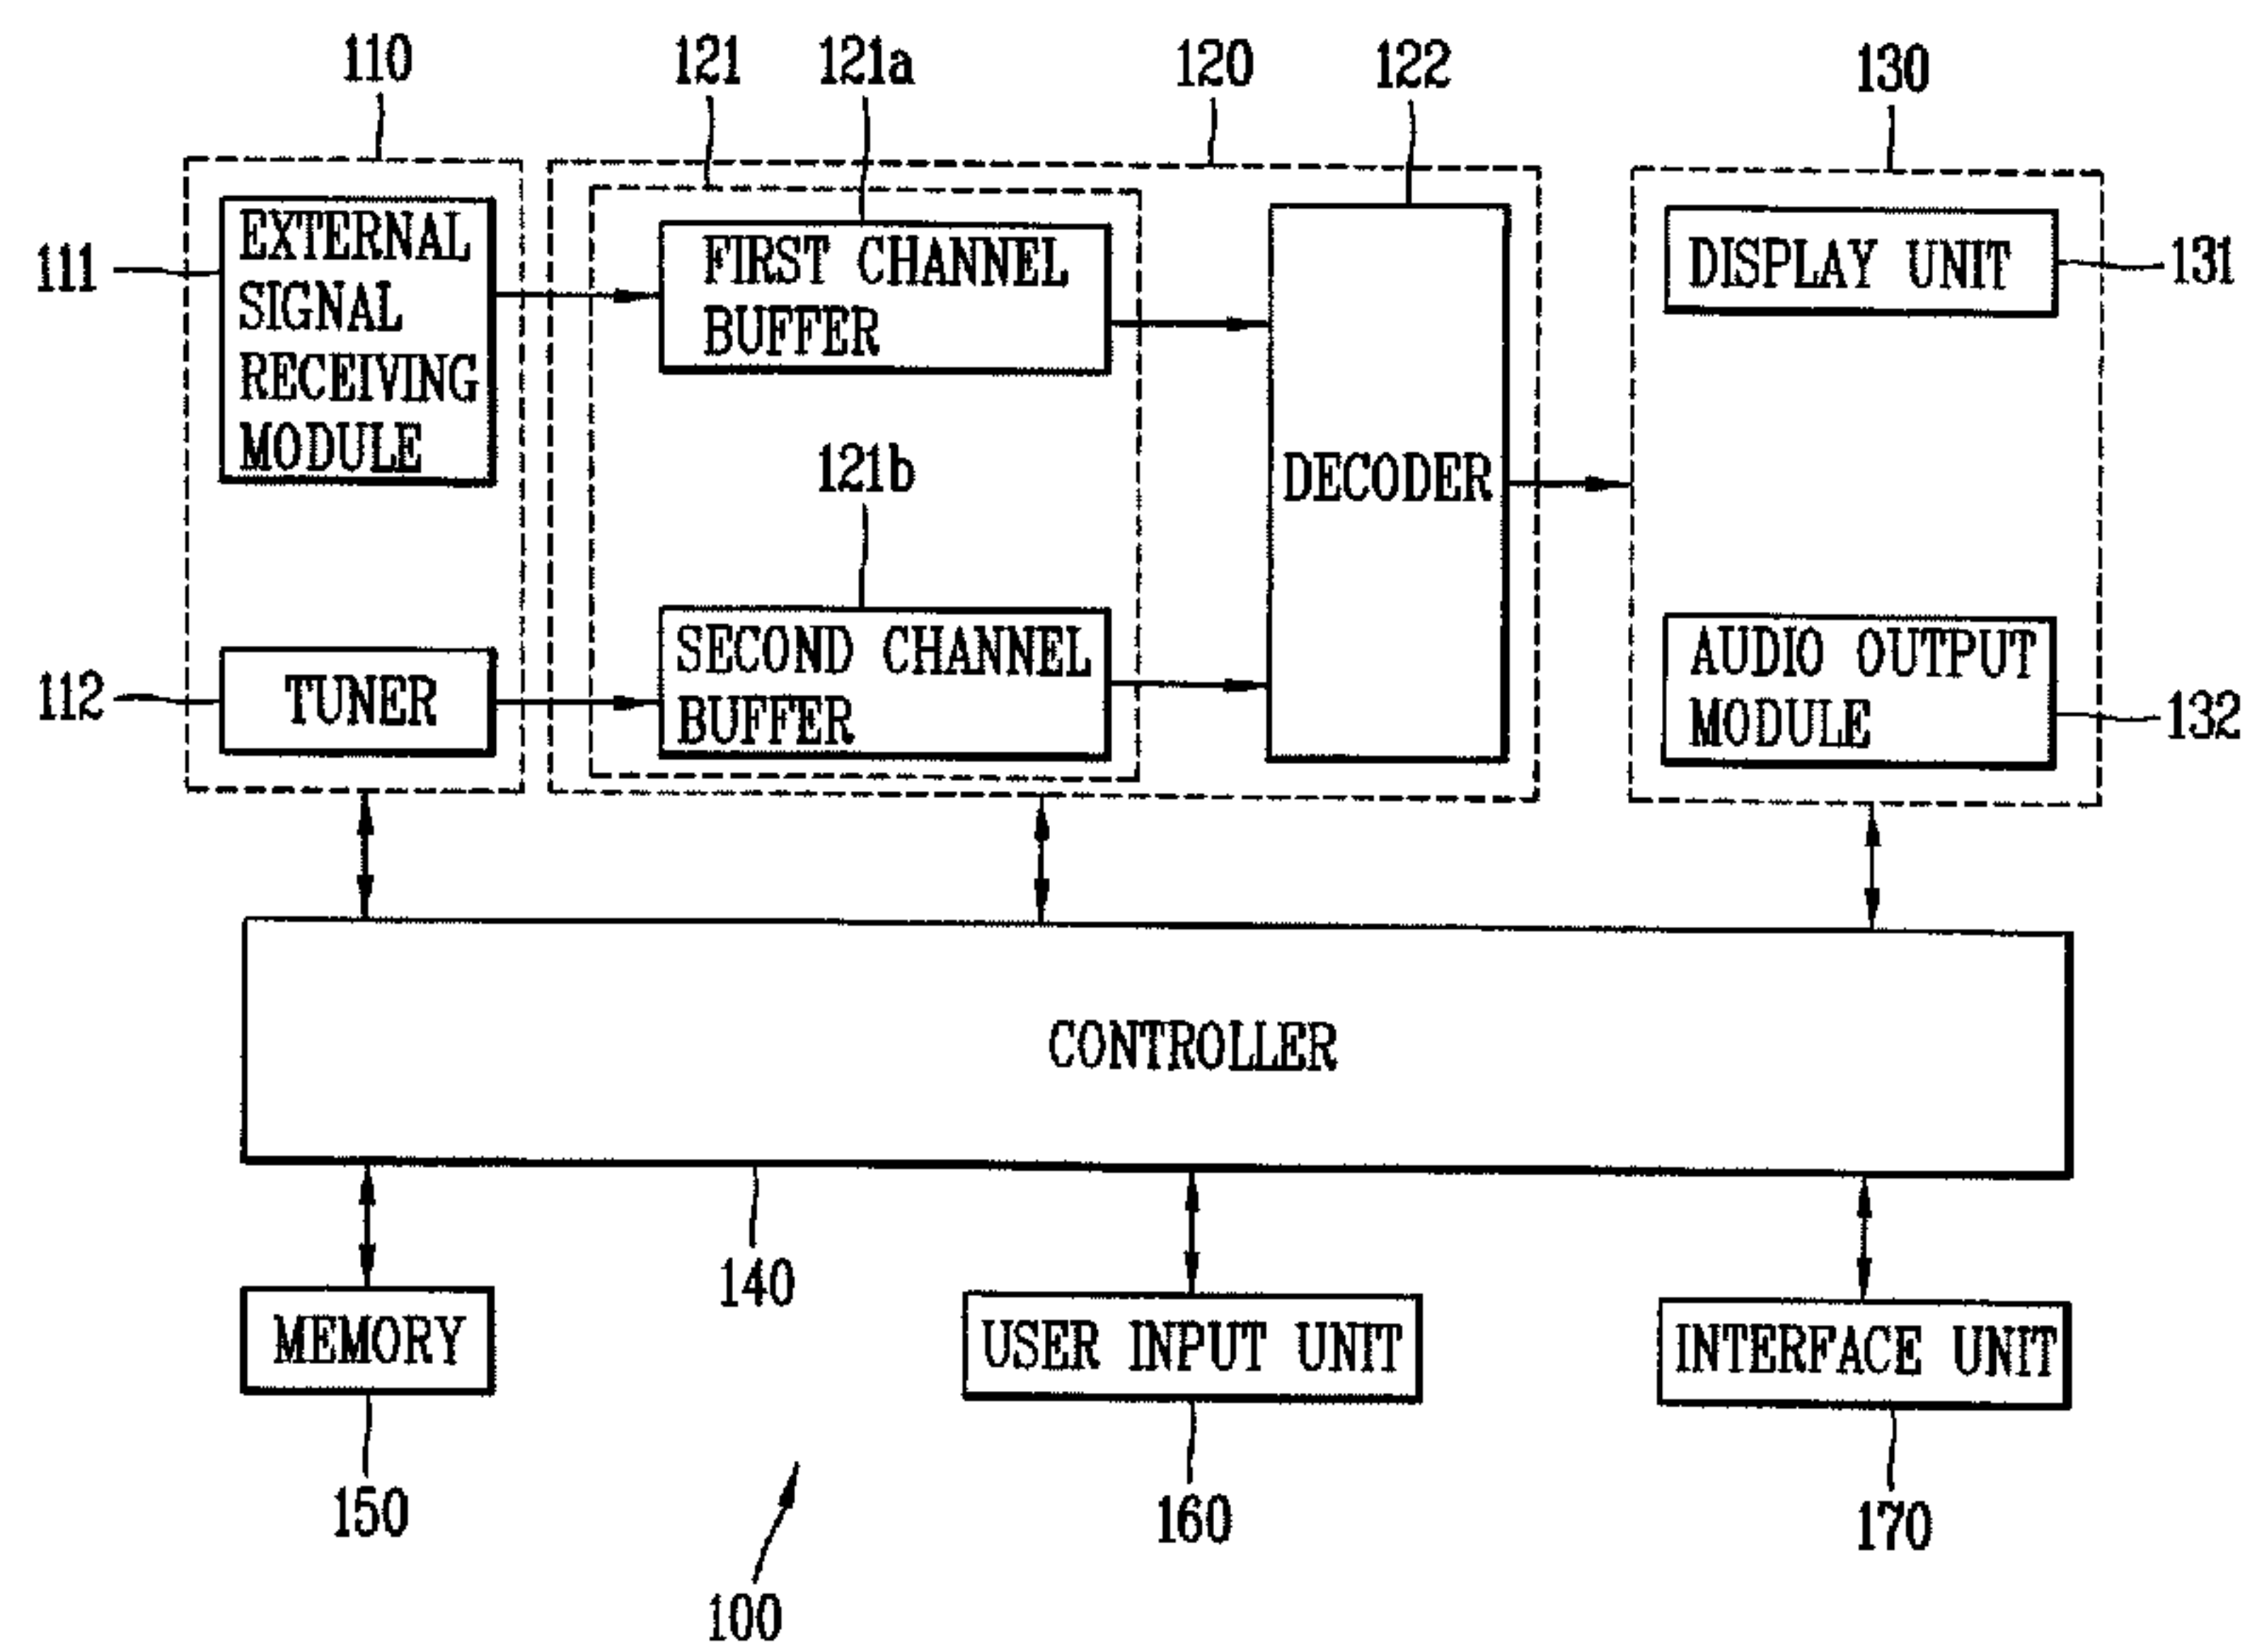 110
121
121a
120
122
130
111
EXTERNAL
SIGNAL
RECEIVING
MODULE
FIRST CHANNEL
BUFFER
DISPLAY UNIT
131
121b
DECODER
112
TUNER
SECOND CHANNEL
BUFFER
AUDIO OUTPUT
MODULE
132
CONTROLLER
140
MEMORY
USER INPUT UNIT
INTERFACE UNIT
150
160
170
100